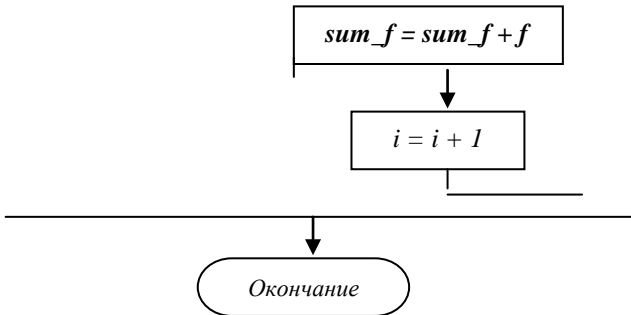 sum_f = sum_f + f
i = i + 1
Окончание